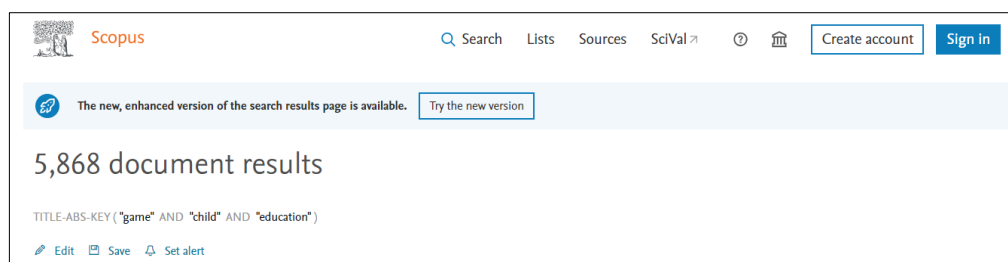 Scopus Search Lists Sources SciVal Create account Sign in
The new, enhanced version of the search results page is available. Try the new version
5,868 document results
TITLE-ABS-KEY ( "game" AND "child" AND "education" )
Edit Save Set alert